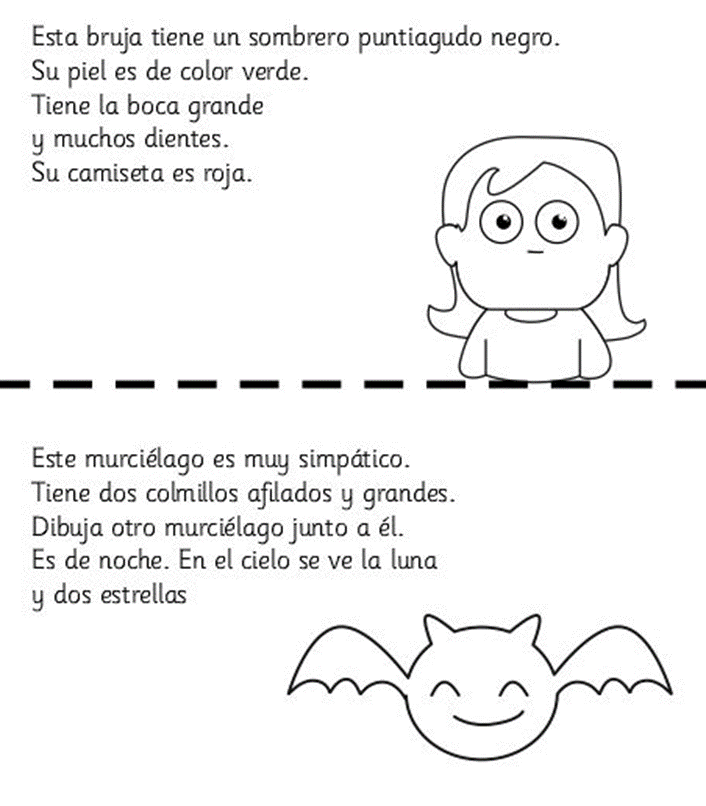 Esta bruja tiene un sombrero puntiagudo negro.
Su piel es de color verde.
Tiene la boca grande
y muchos dientes.
Su camiseta es roja.
Este murciélago es muy simpático.
Tiene dos colmillos afilados y grandes.
Dibuja otro murciélago junto a él.
Es de noche. En el cielo se ve la luna
y dos estrellas